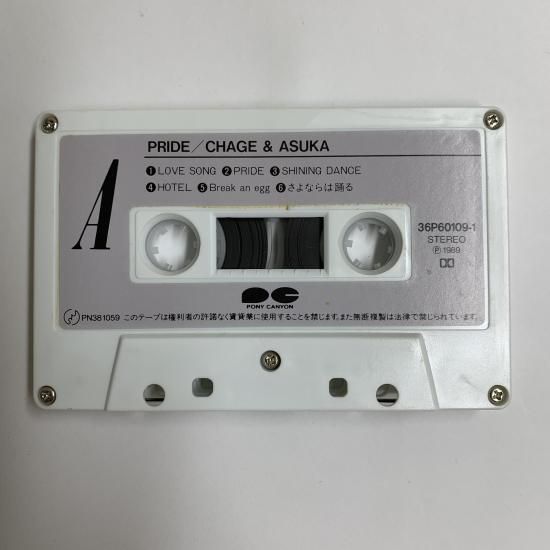 A
PRIDE/CHAGE & ASUKA
❶LOVE SONG ❷PRIDE ❸SHINING DANCE
❹HOTEL ❺Break an egg ❻さよならは踊る
36P60109-1
STEREO
Ⓟ1989
PONY CANYON
PN381059 このテープは権利者の許諾なく賃貸業に使用することを禁じます。また無断複製は法律で禁じられています。